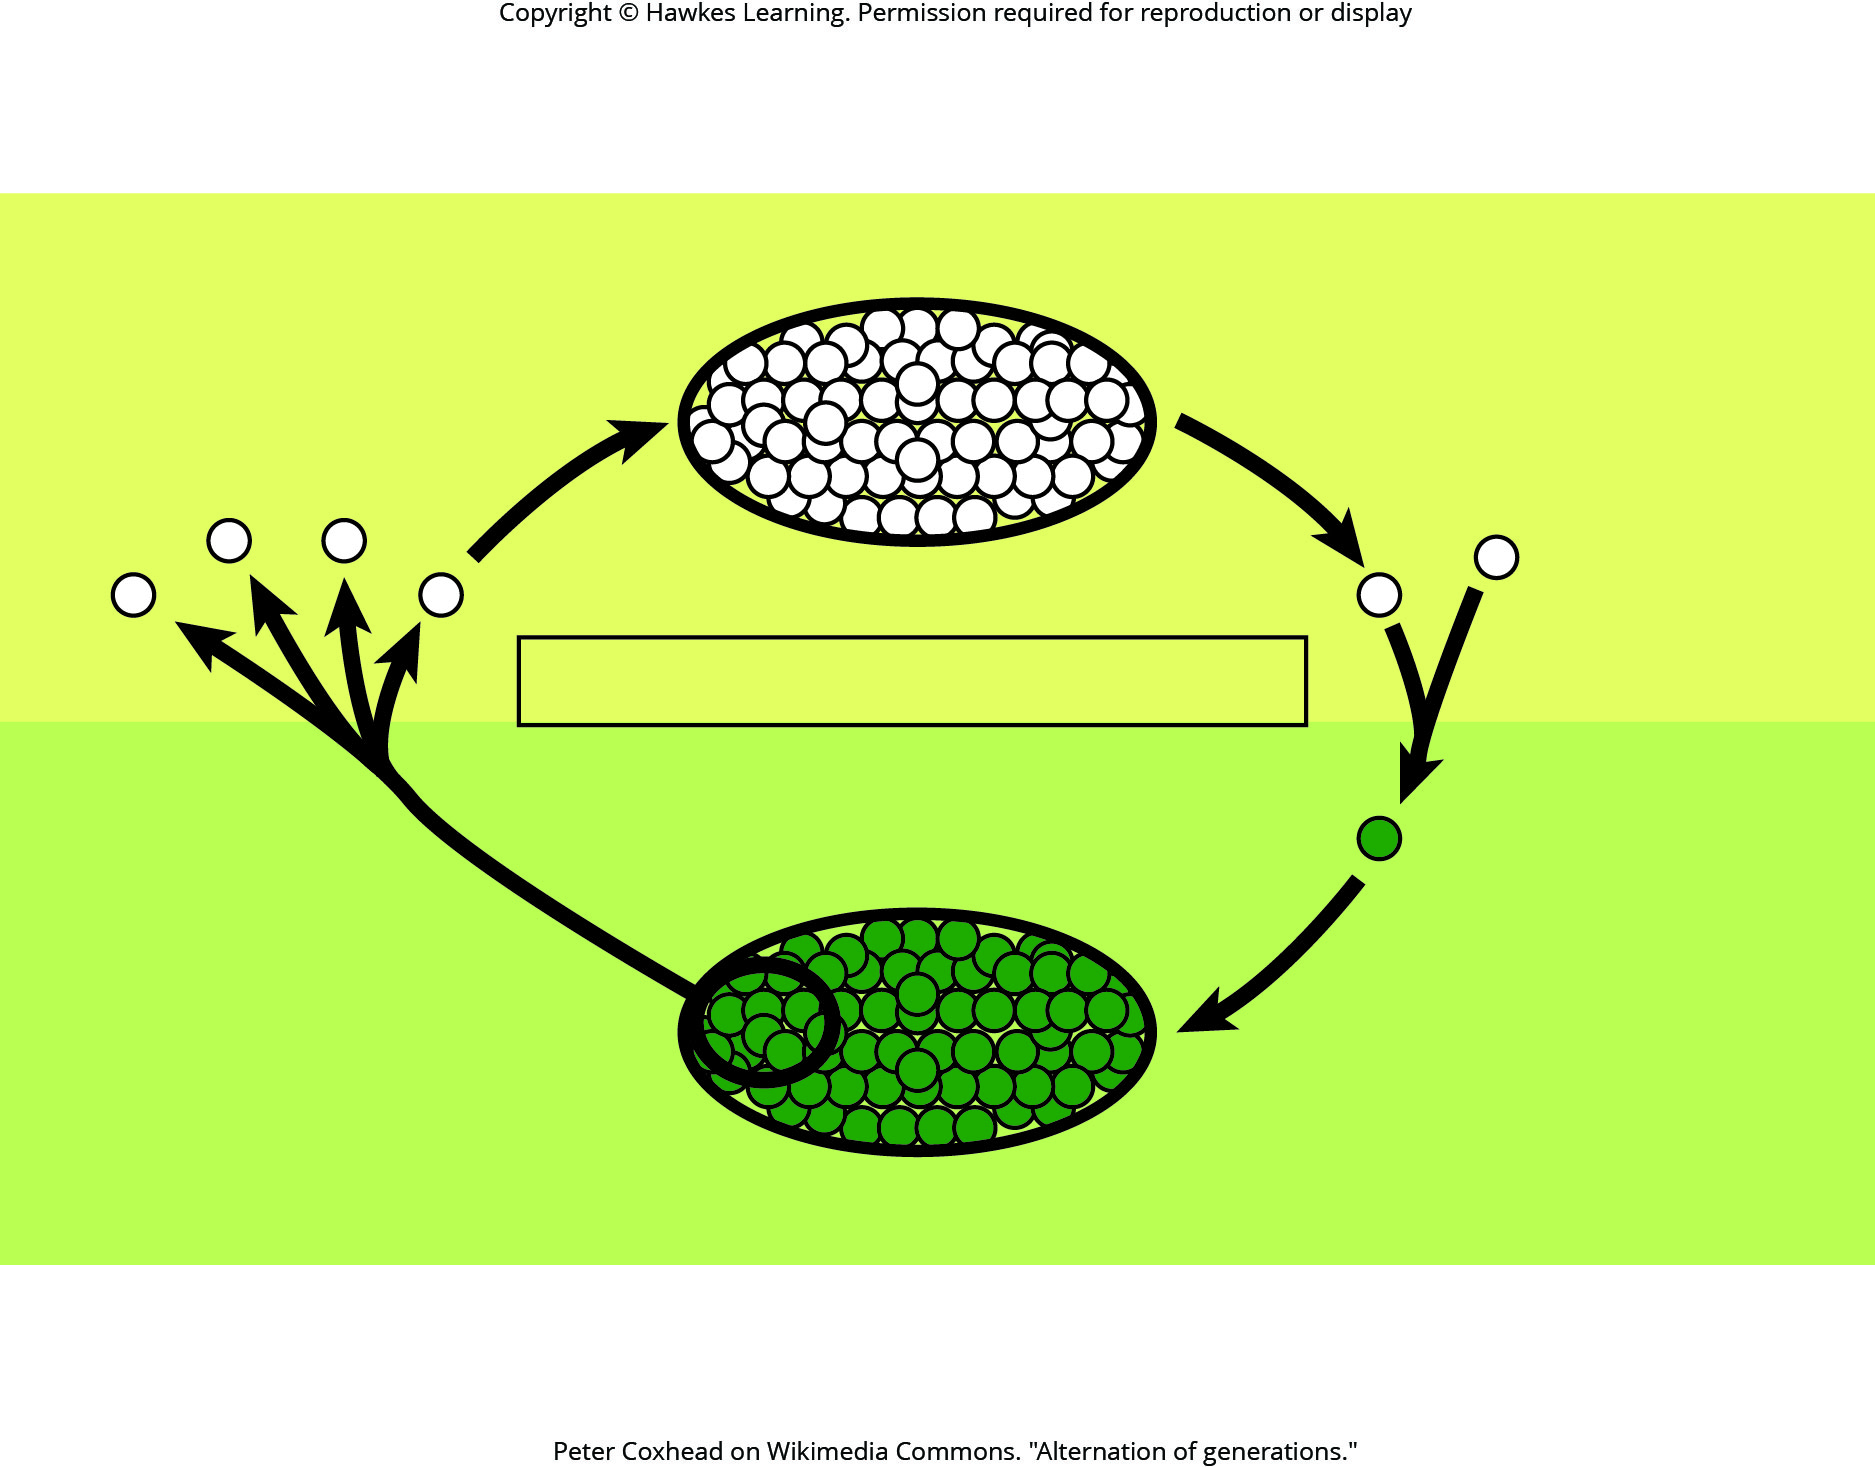 Copyright © Hawkes Learning. Permission required for reproduction or display
Peter Coxhead on Wikimedia Commons. "Alternation of generations."